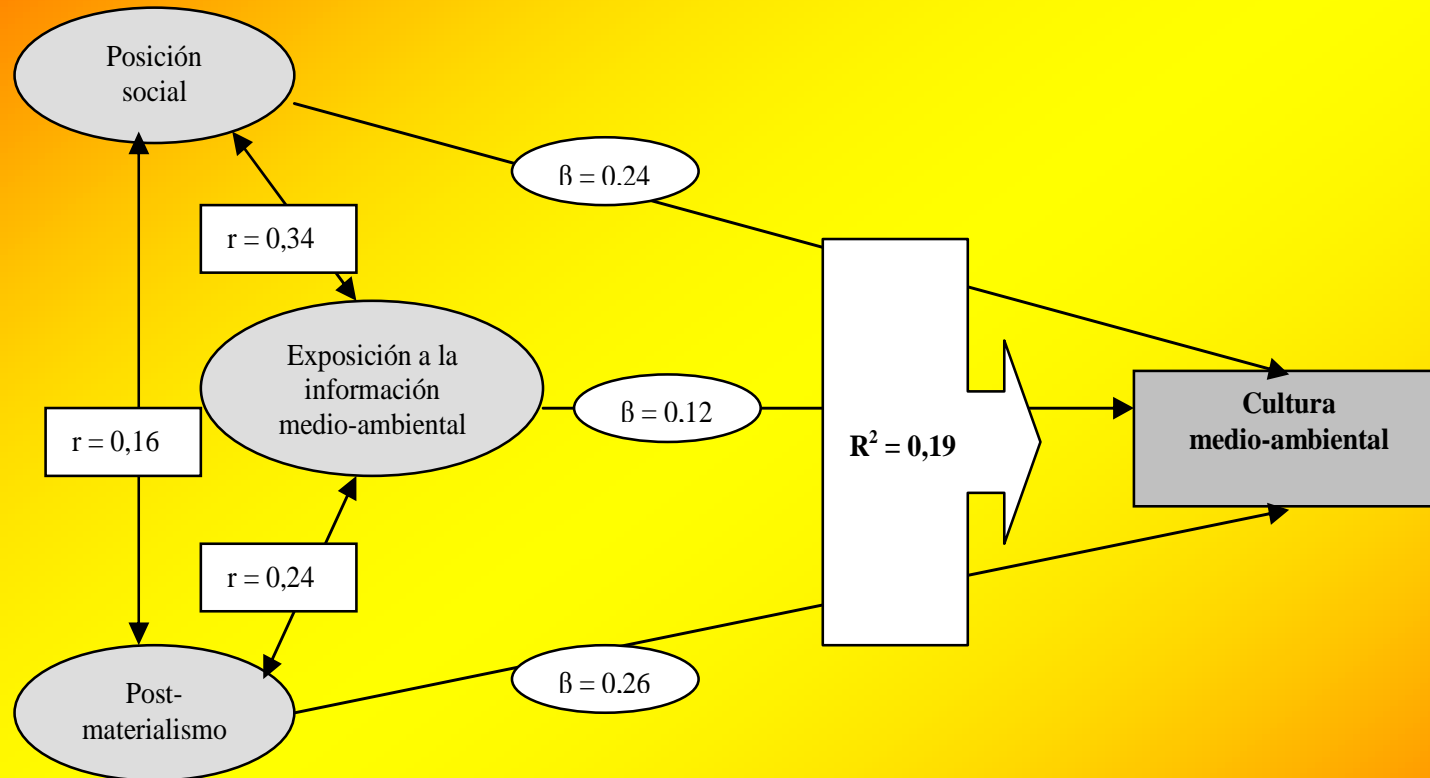 Posición
social
ß = 0,24
r = 0,34
Exposición a la
información
medio-ambiental
ß = 0,12
r = 0,16
R² = 0,19
Cultura
medio-ambiental
r = 0,24
Post-
materialismo
ß = 0,26